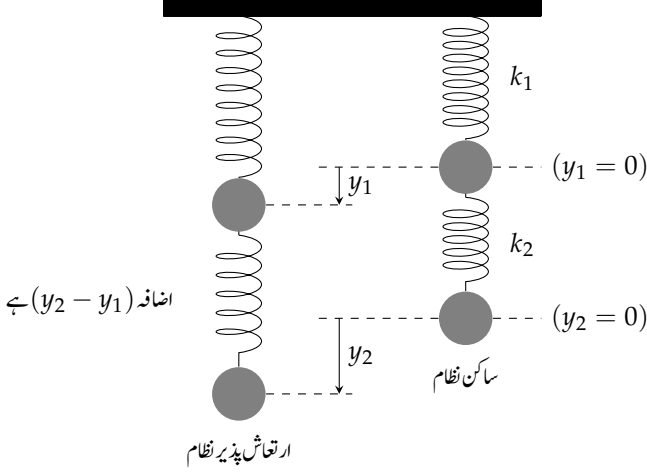 k₁
(y₁ = 0)
y₁
k₂
اضافہ (y₂ − y₁) ہے
(y₂ = 0)
y₂
ساکن نظام
ارتعاش پذیر نظام